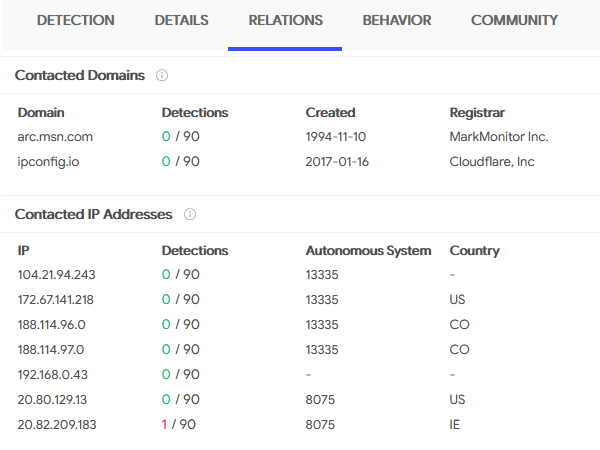 DETECTION DETAILS RELATIONS BEHAVIOR COMMUNITY
Contacted Domains
Domain Detections Created Registrar
arc.msn.com 0 / 90 1994-11-10 MarkMonitor Inc.
ipconfig.io 0 / 90 2017-01-16 Cloudflare, Inc
Contacted IP Addresses
IP Detections Autonomous System Country
104.21.94.243 0 / 90 13335 -
172.67.141.218 0 / 90 13335 US
188.114.96.0 0 / 90 13335 CO
188.114.97.0 0 / 90 13335 CO
192.168.0.43 0 / 90 - -
20.80.129.13 0 / 90 8075 US
20.82.209.183 1 / 90 8075 IE